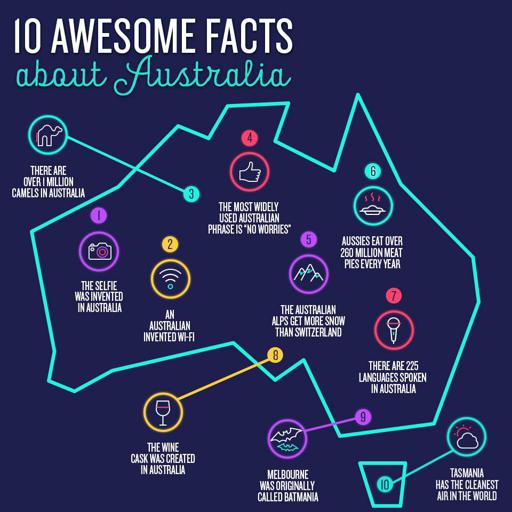 10 AWESOME FACTS
about Australia
THERE ARE
OVER 1 MILLION
CAMELS IN AUSTRALIA
3
4
THE MOST WIDELY
USED AUSTRALIAN
PHRASE IS "NO WORRIES"
6
AUSSIES EAT OVER
260 MILLION MEAT
PIES EVERY YEAR
1
THE SELFIE
WAS INVENTED
IN AUSTRALIA
2
AN
AUSTRALIAN
INVENTED WI-FI
5
THE AUSTRALIAN
ALPS GET MORE SNOW
THAN SWITZERLAND
7
THERE ARE 225
LANGUAGES SPOKEN
IN AUSTRALIA
8
THE WINE
CASK WAS CREATED
IN AUSTRALIA
9
MELBOURNE
WAS ORIGINALLY
CALLED BATMANIA
10
TASMANIA
HAS THE CLEANEST
AIR IN THE WORLD